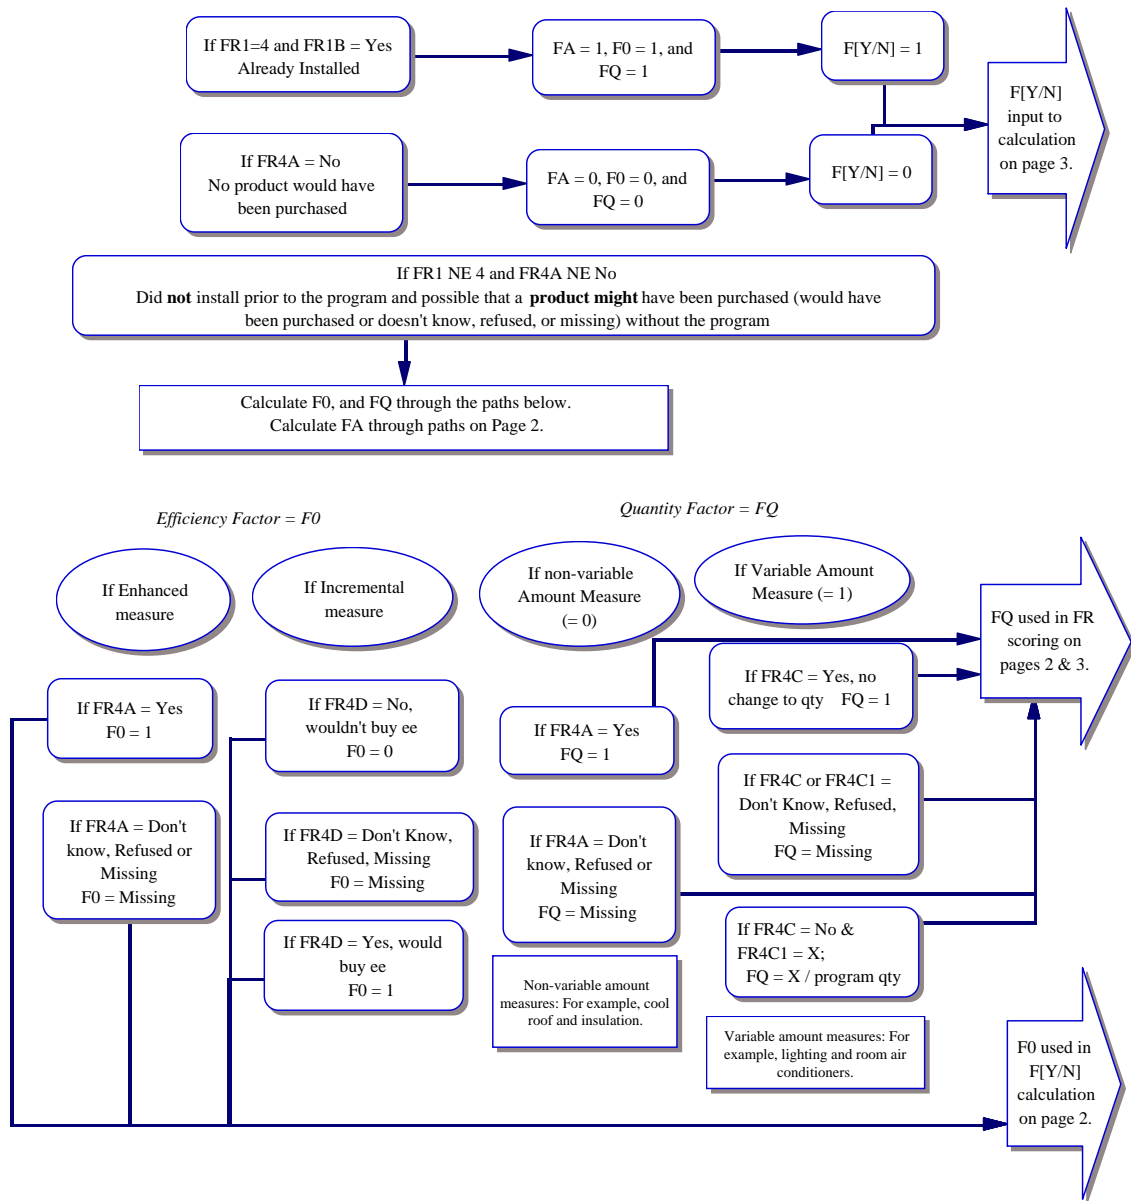 If FR1=4 and FR1B = Yes
Already Installed
FA = 1, F0 = 1, and
FQ = 1
F[Y/N] = 1
F[Y/N]
input to
calculation
on page 3.
If FR4A = No
No product would have
been purchased
FA = 0, F0 = 0, and
FQ = 0
F[Y/N] = 0
If FR1 NE 4 and FR4A NE No
Did not install prior to the program and possible that a product might have been purchased (would have
been purchased or doesn't know, refused, or missing) without the program
Calculate F0, and FQ through the paths below.
Calculate FA through paths on Page 2.
Efficiency Factor = F0
Quantity Factor = FQ
If Enhanced
measure
If Incremental
measure
If non-variable
Amount Measure
(= 0)
If Variable Amount
Measure (= 1)
FQ used in FR
scoring on
pages 2 & 3.
If FR4A = Yes
F0 = 1
If FR4D = No,
wouldn't buy ee
F0 = 0
If FR4A = Yes
FQ = 1
If FR4C = Yes, no
change to qty FQ = 1
If FR4A = Don't
know, Refused or
Missing
F0 = Missing
If FR4D = Don't Know,
Refused, Missing
F0 = Missing
If FR4A = Don't
know, Refused or
Missing
FQ = Missing
If FR4C or FR4C1 =
Don't Know, Refused,
Missing
FQ = Missing
If FR4D = Yes, would
buy ee
F0 = 1
If FR4C = No &
FR4C1 = X;
FQ = X / program qty
Non-variable amount
measures: For example, cool
roof and insulation.
Variable amount measures: For
example, lighting and room air
conditioners.
F0 used in
F[Y/N]
calculation
on page 2.